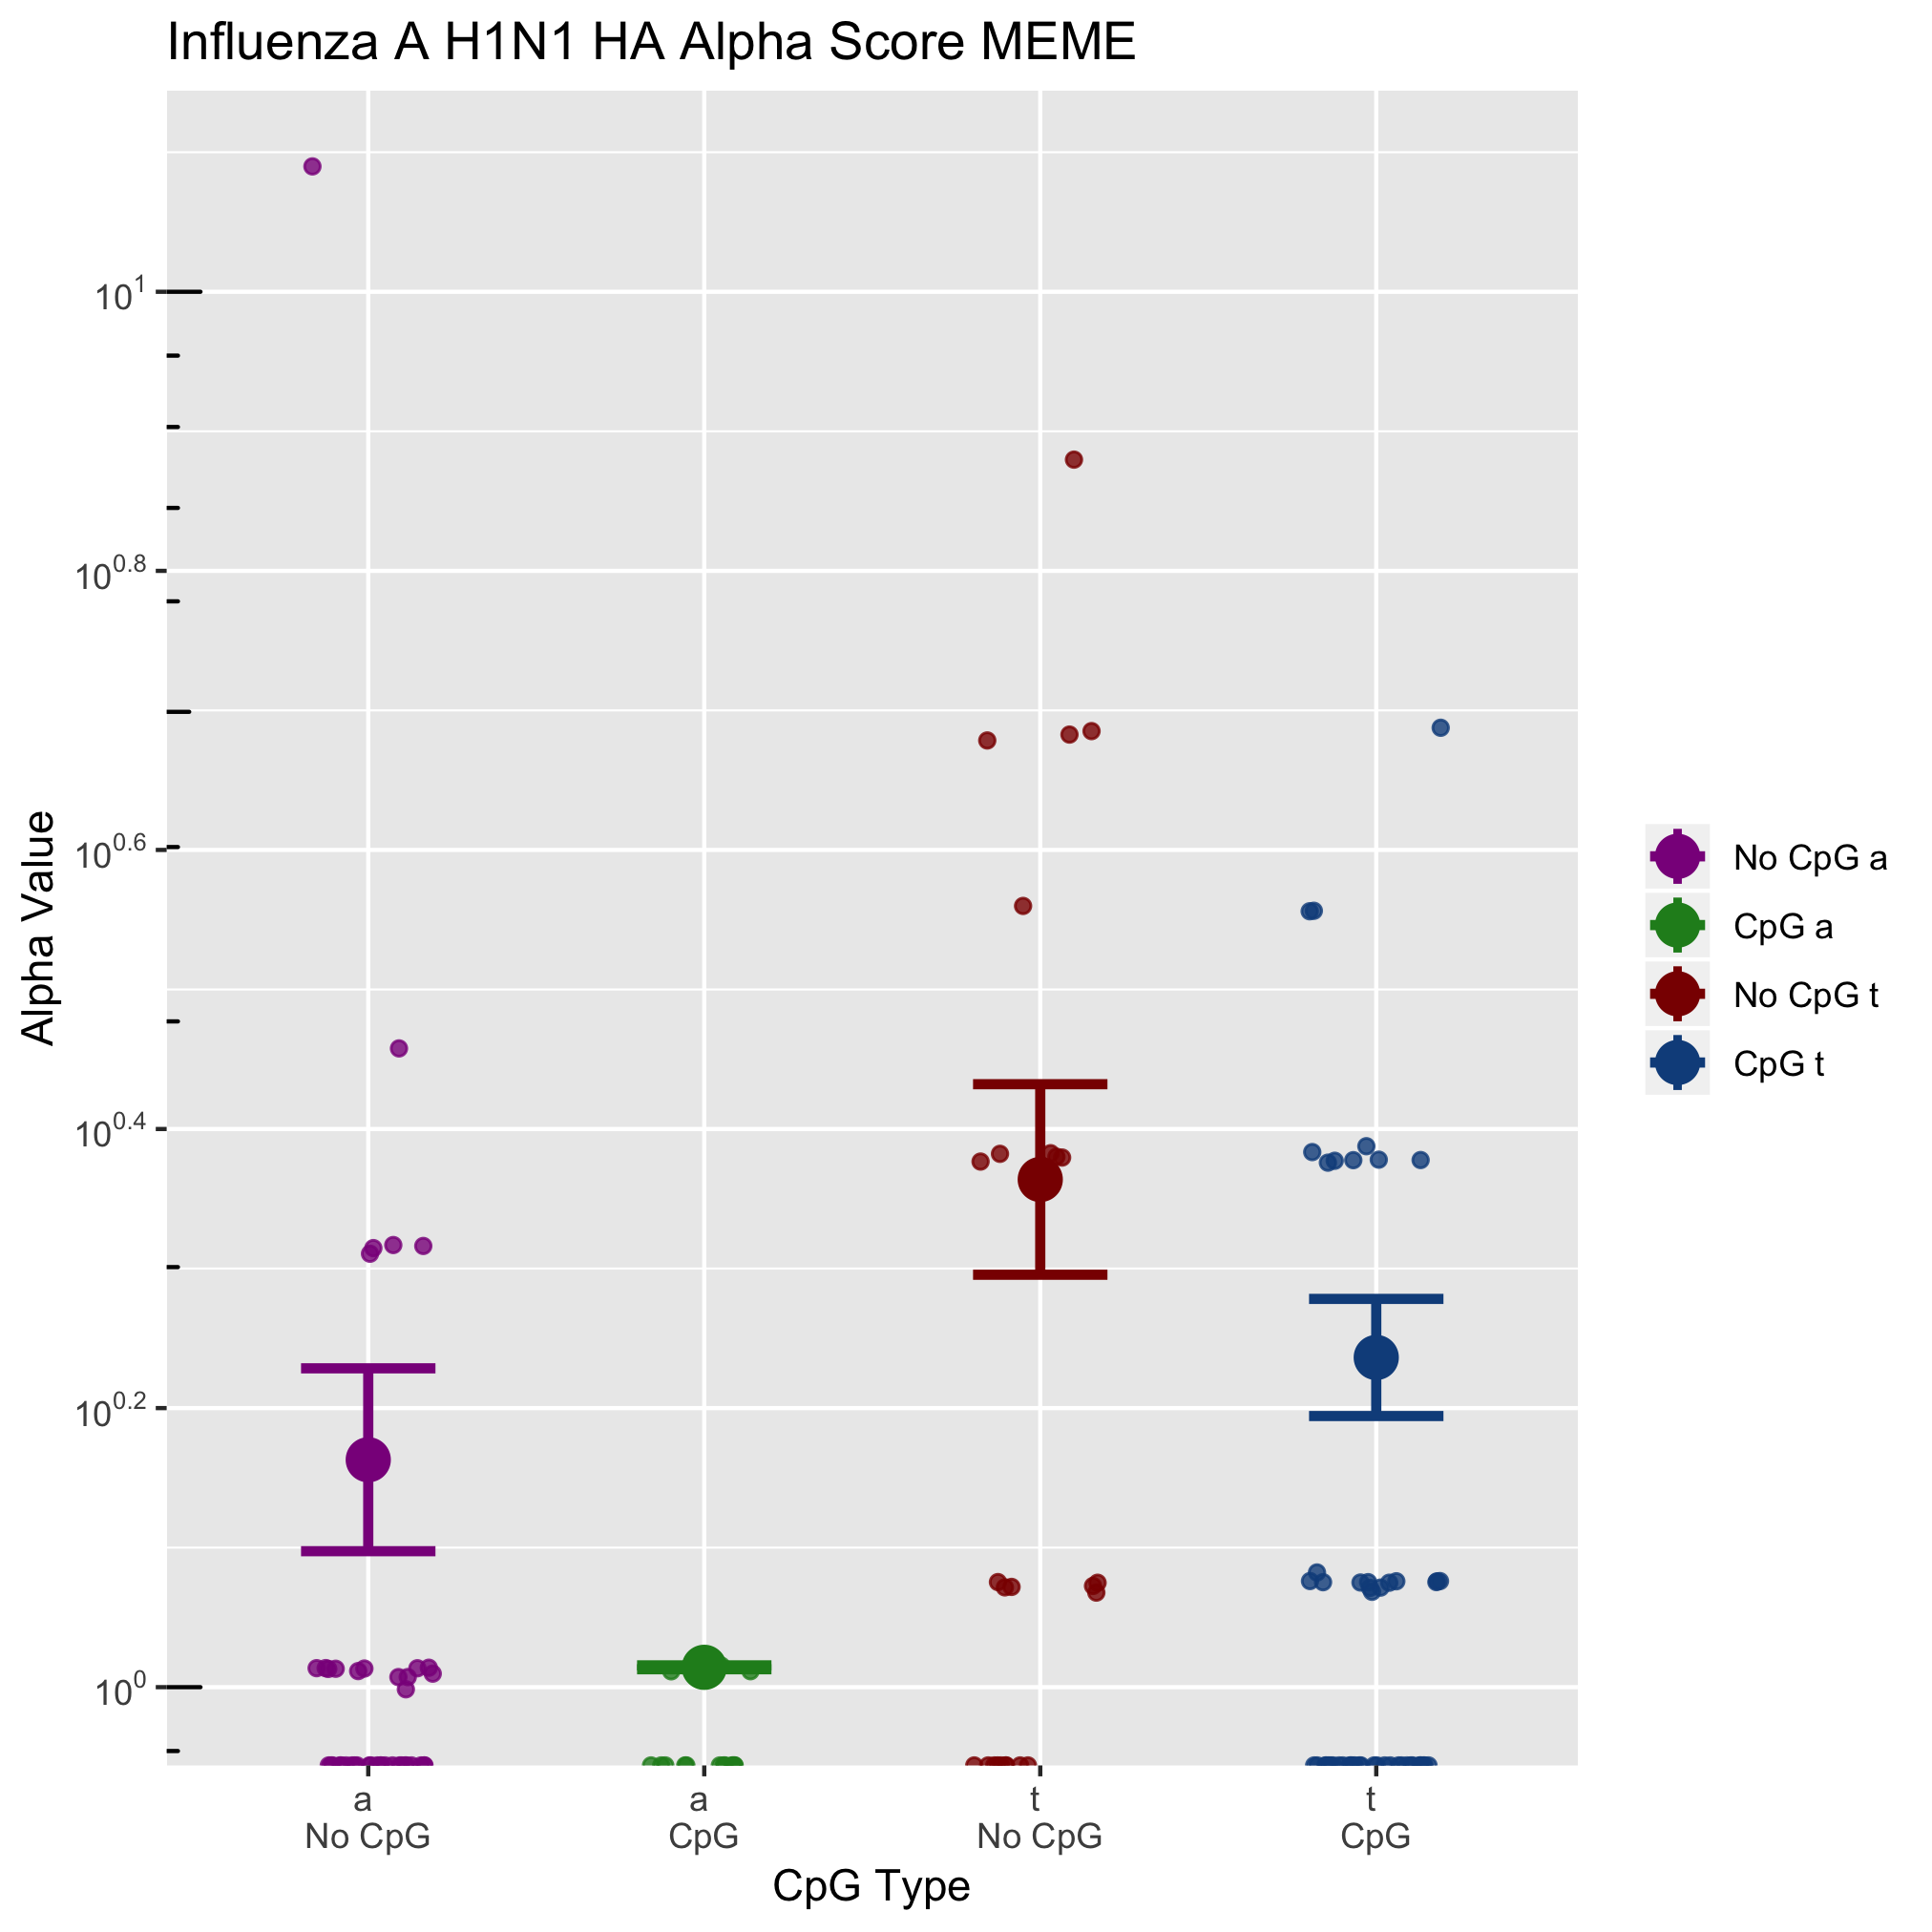 Influenza A H1N1 HA Alpha Score MEME
10^1
10^0.8
10^0.6
10^0.4
10^0.2
10^0
Alpha Value
a
No CpG
a
CpG
t
No CpG
t
CpG
CpG Type
No CpG a
CpG a
No CpG t
CpG t